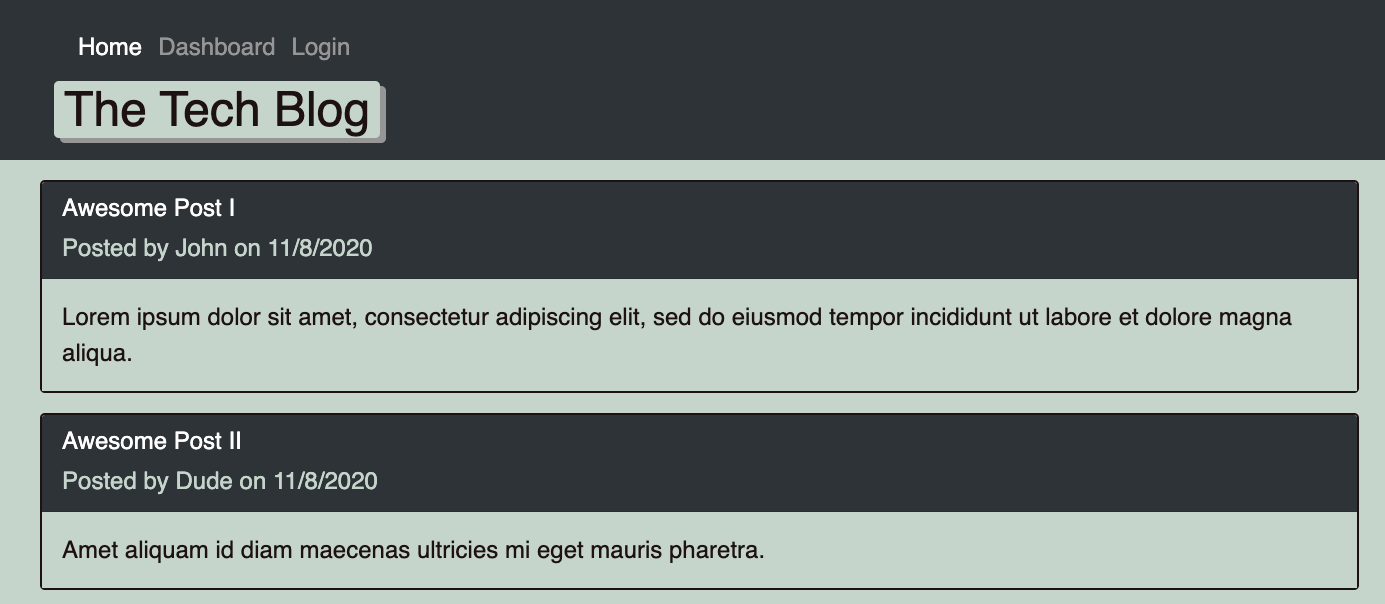 Home Dashboard Login
The Tech Blog
Awesome Post I
Posted by John on 11/8/2020
Lorem ipsum dolor sit amet, consectetur adipiscing elit, sed do eiusmod tempor incididunt ut labore et dolore magna
aliqua.
Awesome Post II
Posted by Dude on 11/8/2020
Amet aliquam id diam maecenas ultricies mi eget mauris pharetra.